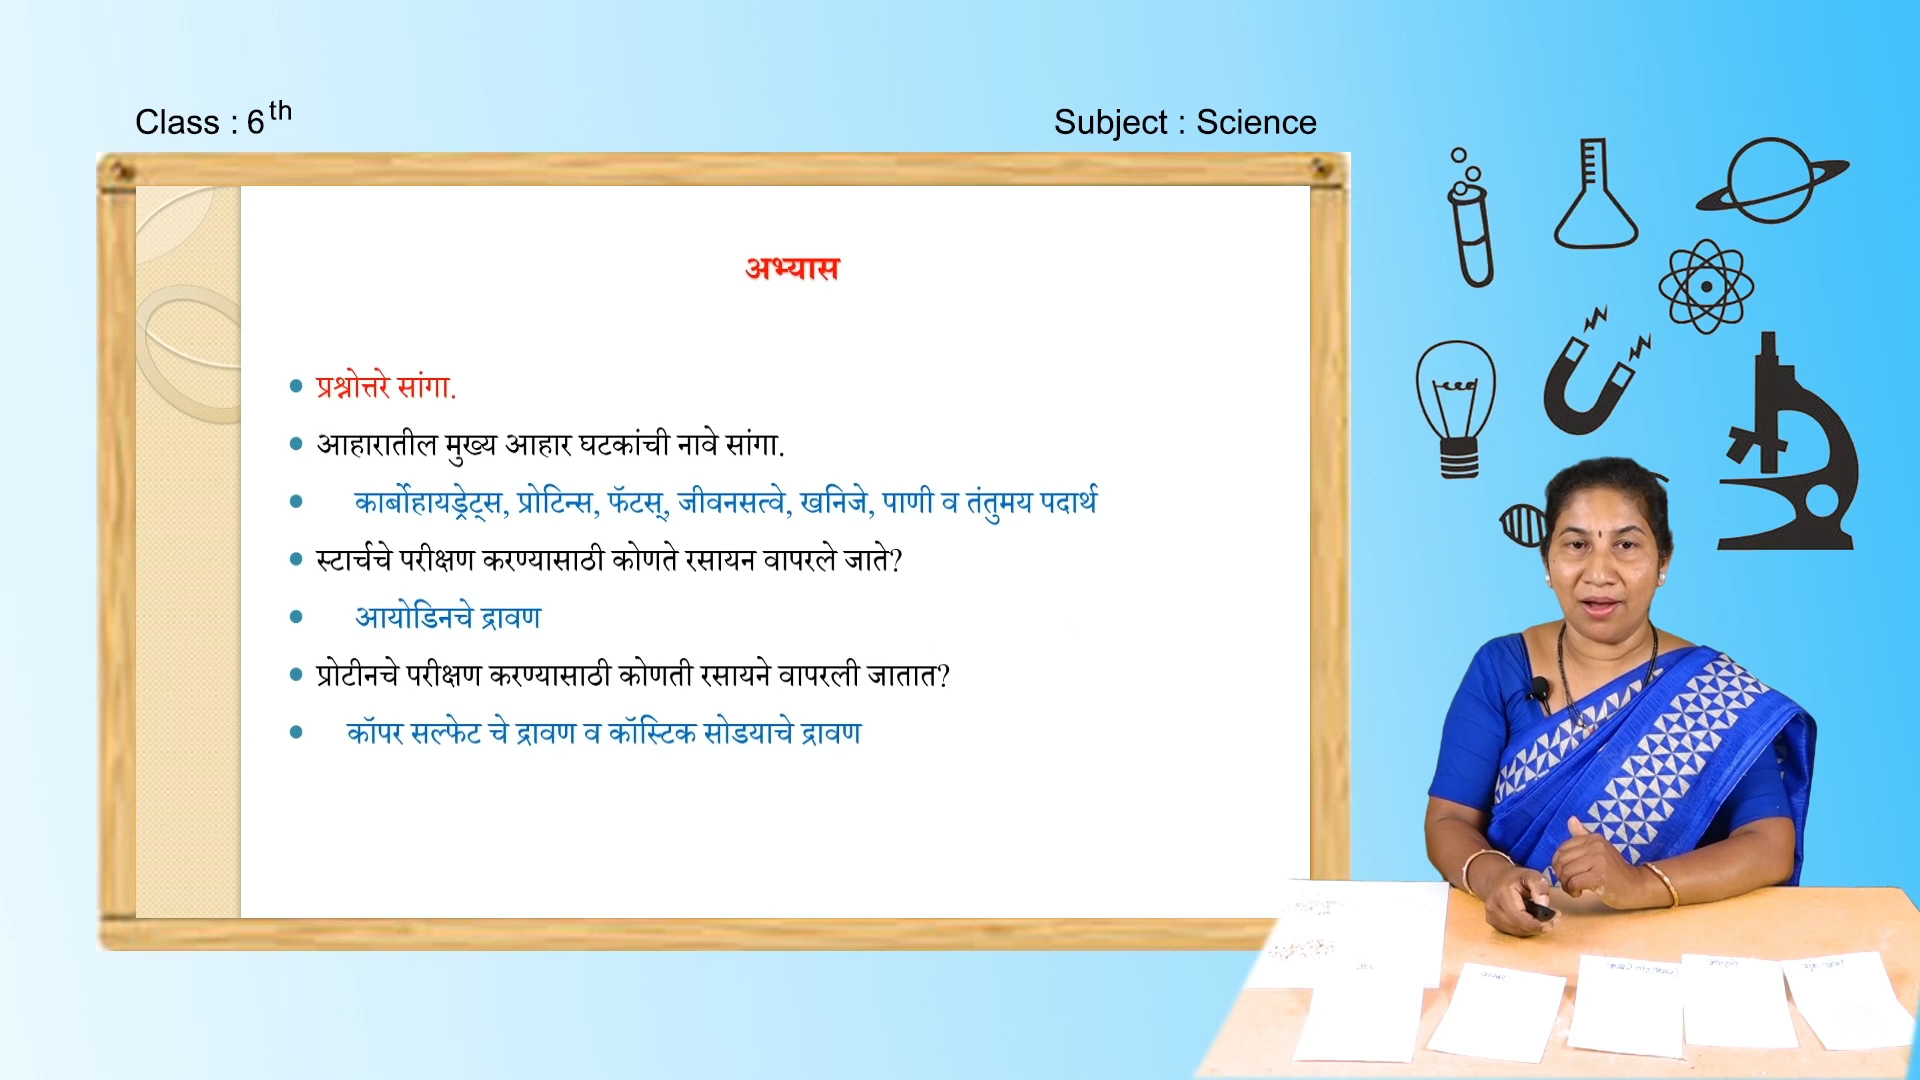 Class : 6th
Subject : Science
अभ्यास
प्रश्नोत्तरे सांगा.
आहारातील मुख्य आहार घटकांची नावे सांगा.
कार्बोहायड्रेट्स, प्रोटिन्स, फॅटस्, जीवनसत्वे, खनिजे, पाणी व तंतुमय पदार्थ
स्टार्चचे परीक्षण करण्यासाठी कोणते रसायन वापरले जाते?
आयोडिनचे द्रावण
प्रोटीनचे परीक्षण करण्यासाठी कोणती रसायने वापरली जातात?
कॉपर सल्फेट चे द्रावण व कॉस्टिक सोडयाचे द्रावण